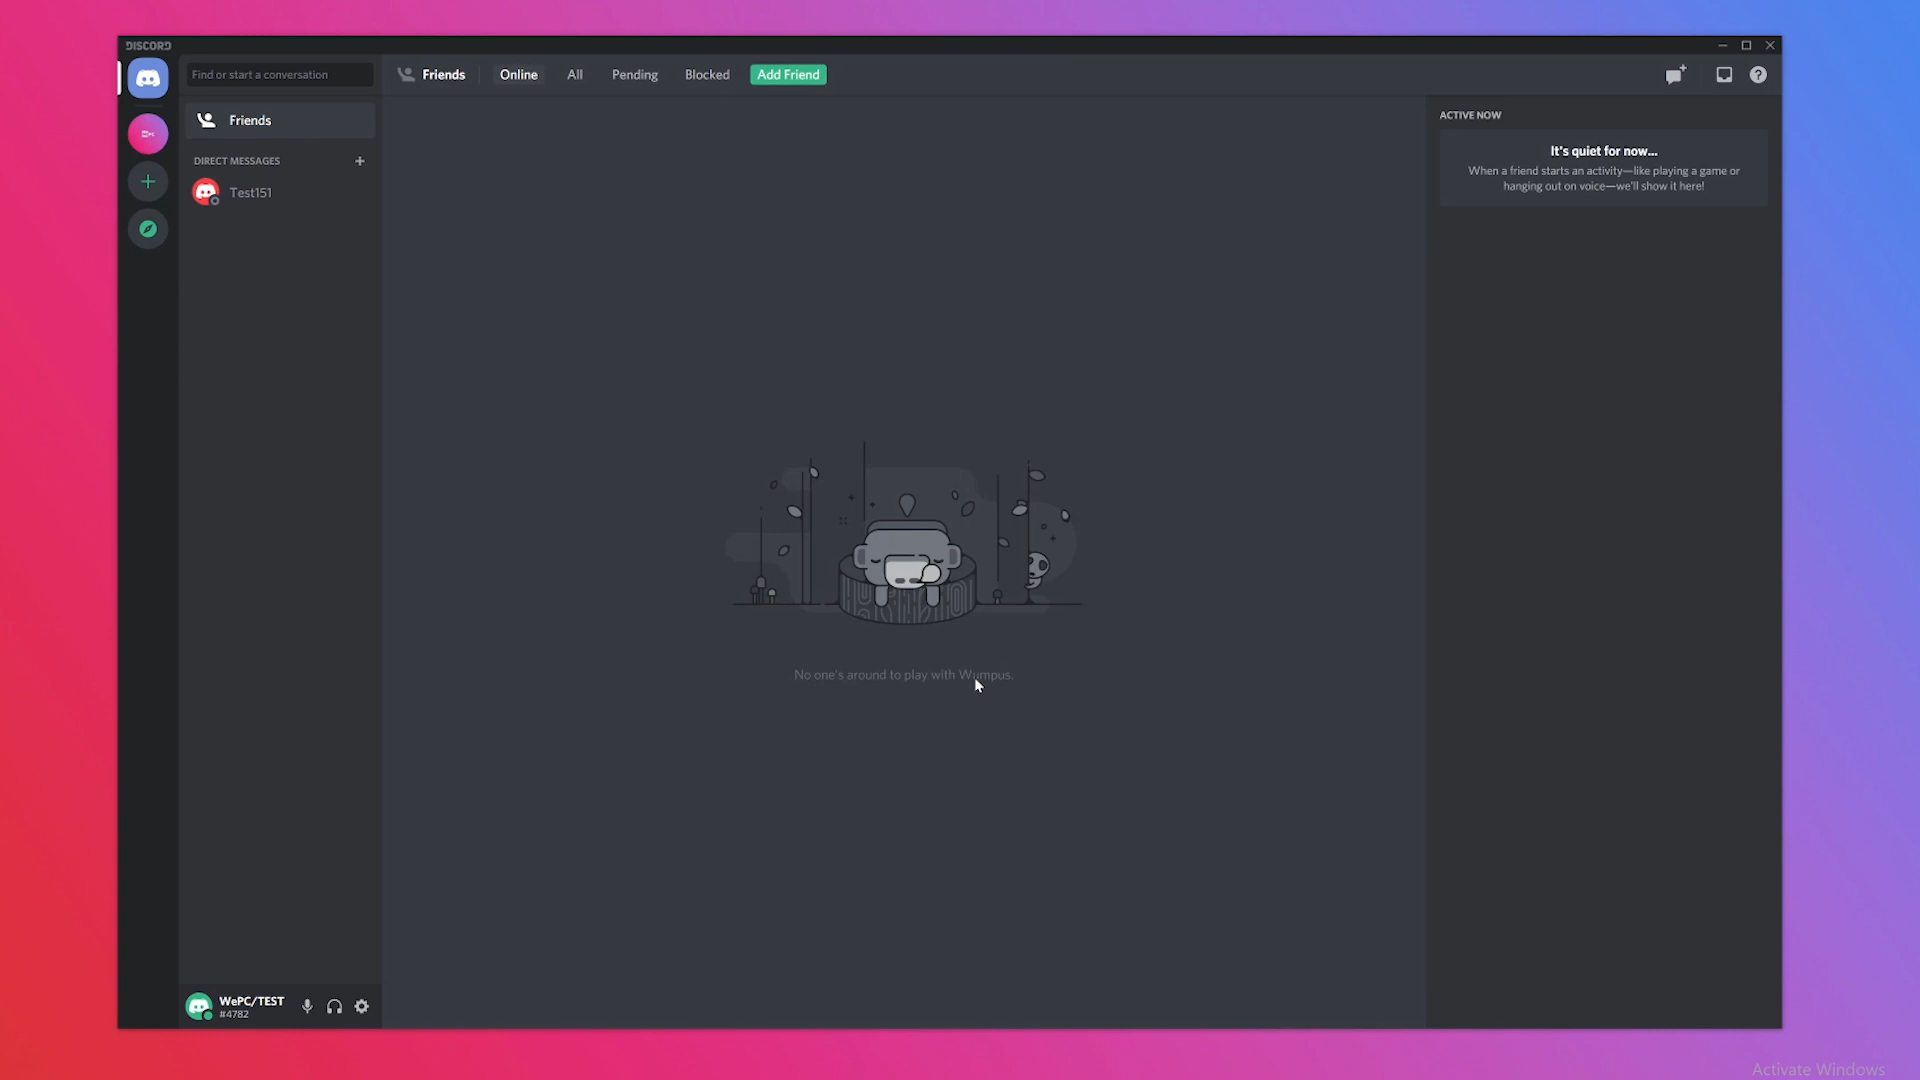 DISCORD
Find or start a conversation
Friends
Online
All
Pending
Blocked
Add Friend
Friends
DIRECT MESSAGES
Test151
ACTIVE NOW
It's quiet for now...
When a friend starts an activity—like playing a game or
hanging out on voice—we'll show it here!
No one's around to play with Wumpus.
WePC/TEST
#4782
Activate Windows